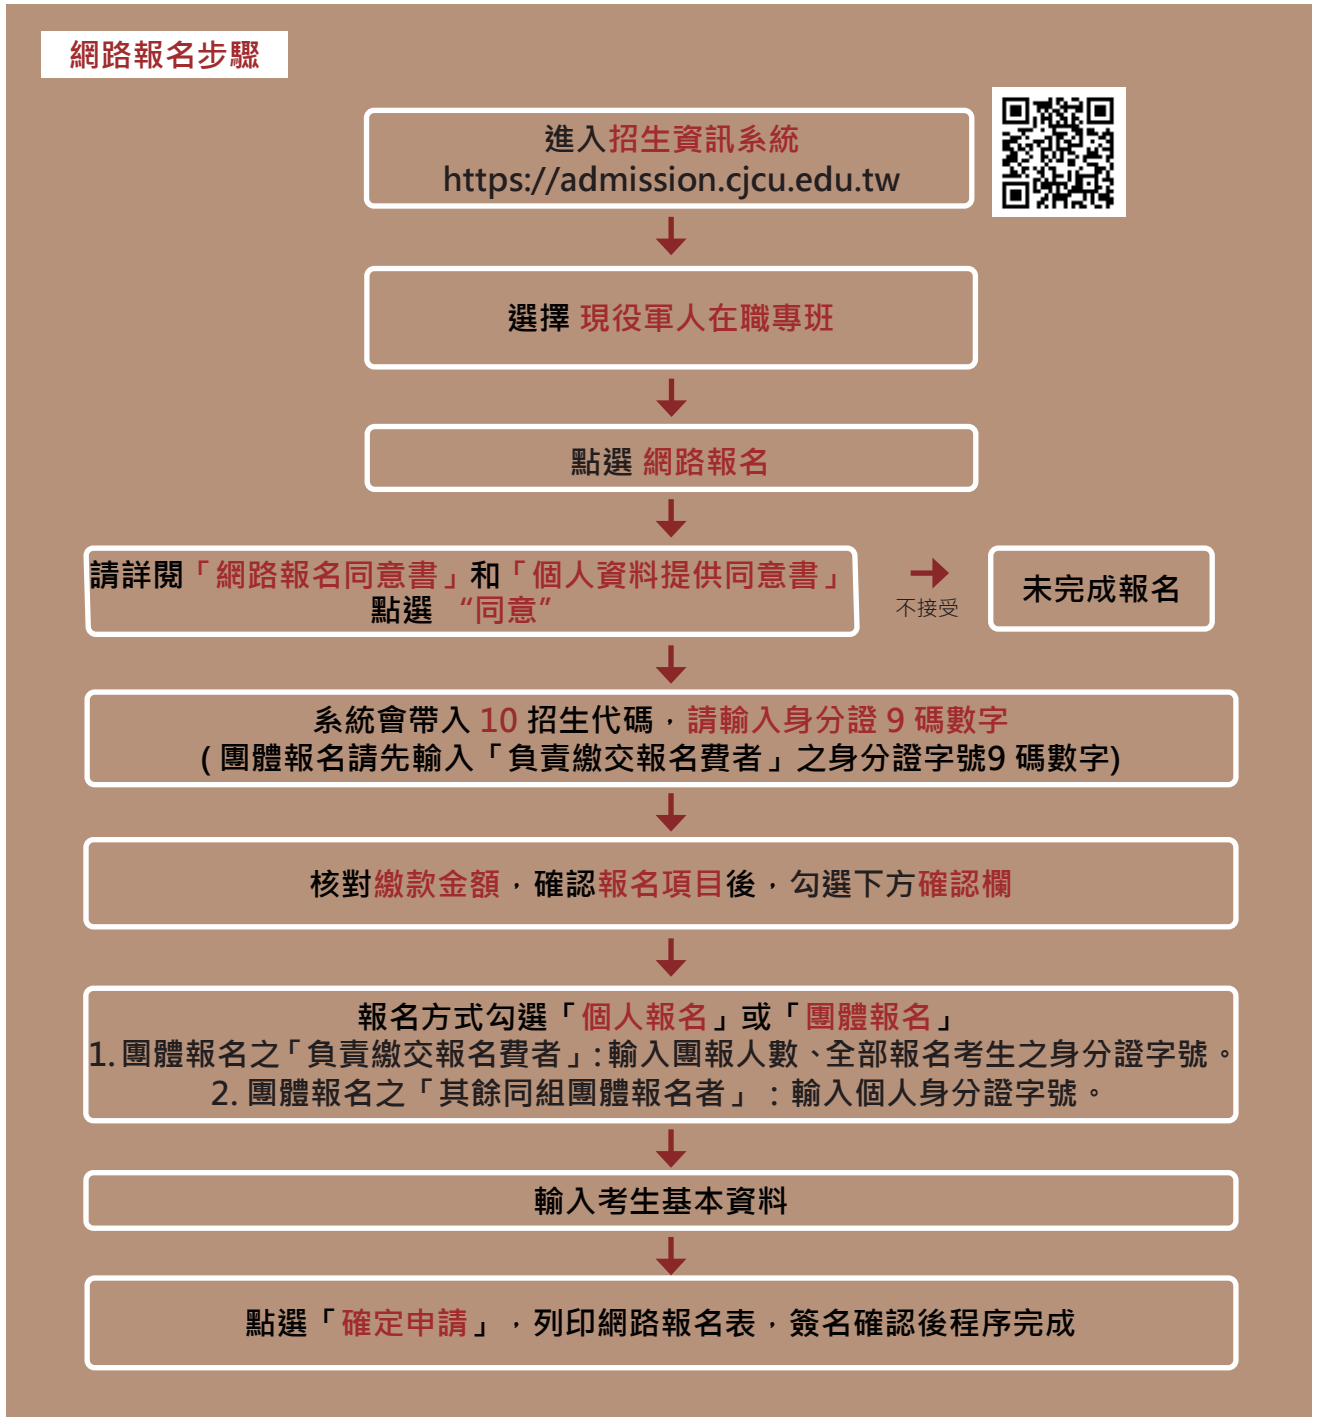 網路報名步驟
進入招生資訊系統
https://admission.cjcu.edu.tw
選擇 現役軍人在職專班
點選 網路報名
請詳閱「網路報名同意書」和「個人資料提供同意書」
點選 “同意”
不接受
未完成報名
系統會帶入 10 招生代碼，請輸入身分證 9 碼數字
( 團體報名請先輸入「負責繳交報名費者」之身分證字號9 碼數字)
核對繳款金額，確認報名項目後，勾選下方確認欄
報名方式勾選「個人報名」或「團體報名」
1. 團體報名之「負責繳交報名費者」: 輸入團報人數、全部報名考生之身分證字號。
2. 團體報名之「其餘同組團體報名者」: 輸入個人身分證字號。
輸入考生基本資料
點選「確定申請」，列印網路報名表，簽名確認後程序完成